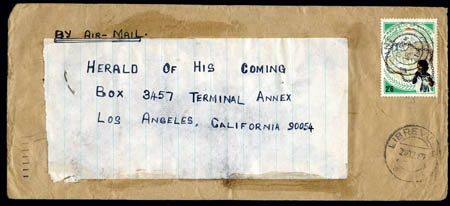 BY AIR-MAIL.
HERALD OF HIS COMING
BOX 3457 TERMINAL ANNEX
LOS ANGELES, CALIFORNIA 90054